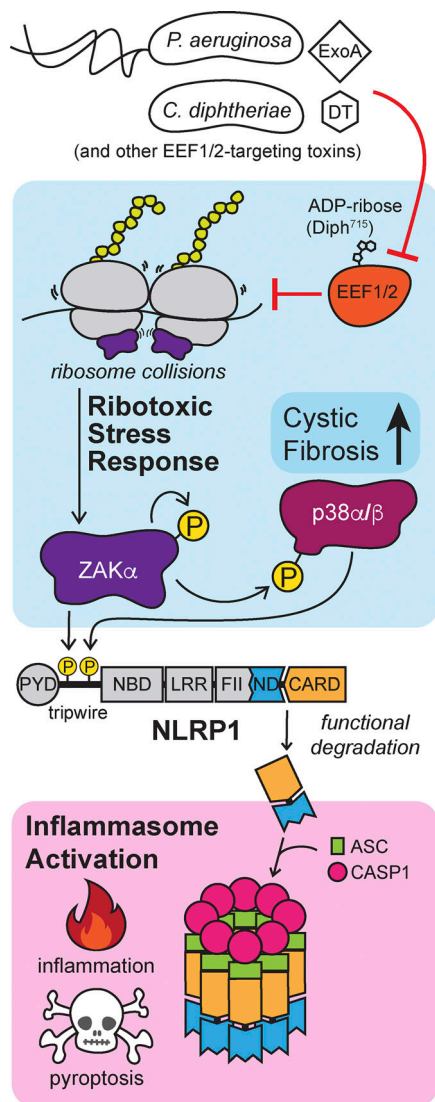 P. aeruginosa
ExoA
C. diphtheriae
DT
(and other EEF1/2-targeting toxins)
ADP-ribose
(Diph⁷¹⁵)
EEF1/2
ribosome collisions
Ribotoxic
Stress
Response
Cystic
Fibrosis
P
p38α/β
ZAKα
P
P
P
PYD
NBD
LRR
FII
ND
CARD
tripwire
NLRP1
functional
degradation
Inflammasome
Activation
ASC
CASP1
inflammation
pyroptosis